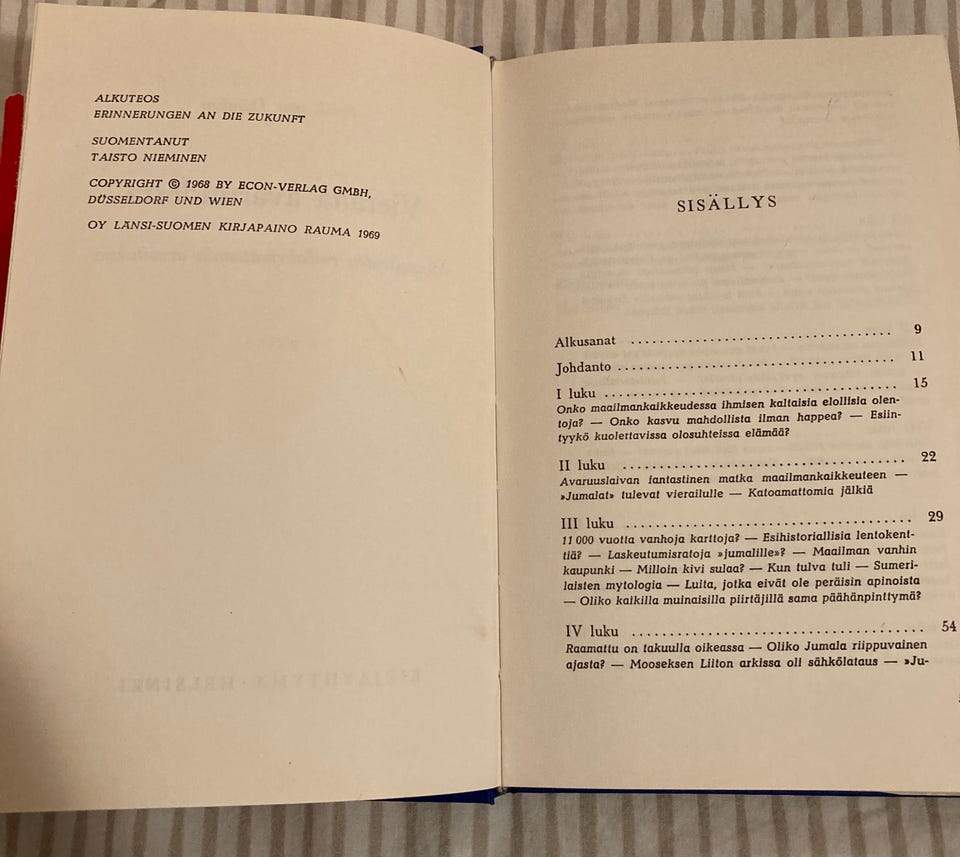 ALKUTEOS
ERINNERUNGEN AN DIE ZUKUNFT
SUOMENTANUT
TAISTO NIEMINEN
COPYRIGHT © 1968 BY ECON-VERLAG GMBH,
DÜSSELDORF UND WIEN
OY LÄNSI-SUOMEN KIRJAPAINO RAUMA 1969
SISÄLLYS
Alkusanat .................................. 9
Johdanto .................................. 11
I luku .................................. 15
Onko maailmankaikkeudessa ihmisen kaltaisia elollisia olen-
toja? — Onko kasvu mahdollista ilman happea? — Esiin-
tyykö kuolettavissa olosuhteissa elämää?
II luku .................................. 22
Avaruuslaivan fantastinen matka maailmankaikkeuteen —
»Jumalat» tulevat vierailulle — Katoamattomia jälkiä
III luku .................................. 29
11 000 vuotta vanhoja karttoja? — Esihistoriallisia lentokent-
tiä? — Laskeutumisratoja »jumalille»? — Maailman vanhin
kaupunki — Milloin kivi sulaa? — Kun tulva tuli — Sumeri-
laisten mytologia — Luita, jotka eivät ole peräisin apinoista
— Oliko kaikilla muinaisilla piirtäjillä sama päähänpinttymä?
IV luku .................................. 54
Raamattu on takuulla oikeassa — Oliko Jumala riippuvainen
ajasta? — Mooseksen Liiton arkissa oli sähkölataus — »Ju-